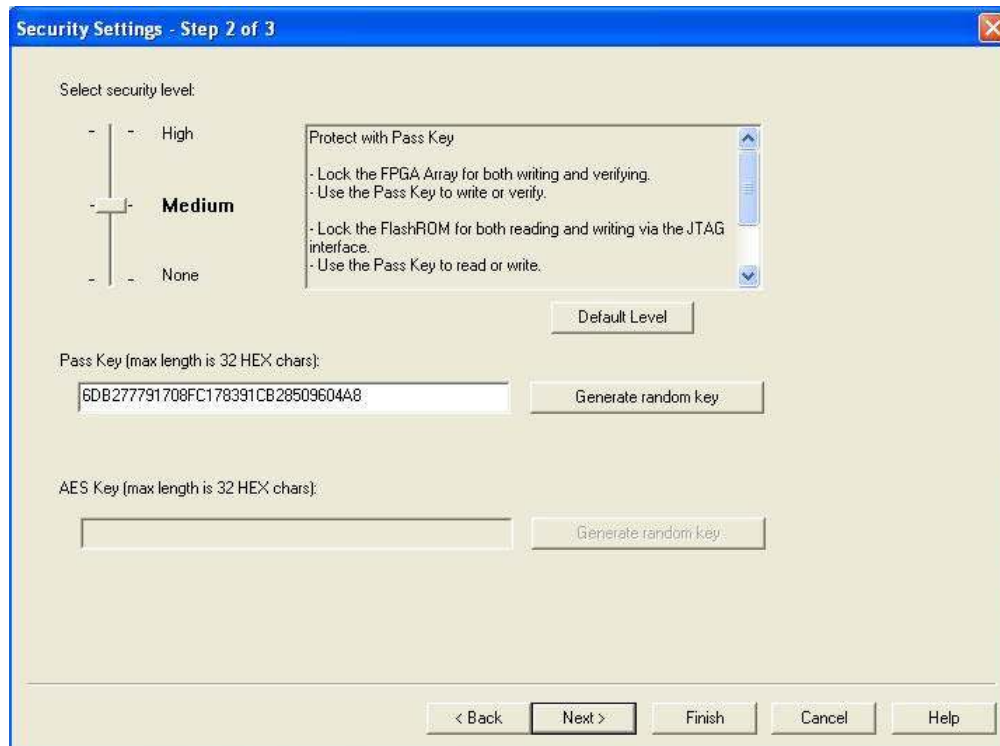 Security Settings - Step 2 of 3
Select security level:
High
Medium
None
Protect with Pass Key
- Lock the FPGA Array for both writing and verifying.
- Use the Pass Key to write or verify.
- Lock the FlashROM for both reading and writing via the JTAG
interface.
- Use the Pass Key to read or write.
Default Level
Pass Key (max length is 32 HEX chars):
6DB277791708FC178391CB28509604A8
Generate random key
AES Key (max length is 32 HEX chars):
Generate random key
< Back
Next >
Finish
Cancel
Help